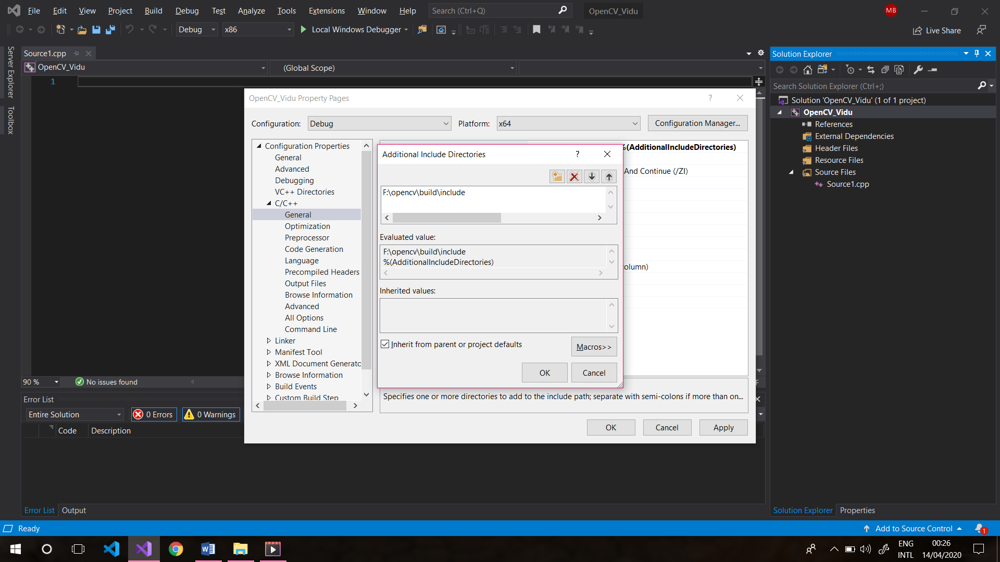 File Edit View Project Build Debug Test Analyze Tools Extensions Window Help Search (Ctrl+Q) OpenCV_Vidu MB
Debug x86 Local Windows Debugger Live Share
Server Explorer
Toolbox
Source1.cpp
OpenCV_Vidu (Global Scope)
1
OpenCV_Vidu Property Pages ?
Configuration: Debug Platform: x64 Configuration Manager...
Configuration Properties
General
Advanced
Debugging
VC++ Directories
C/C++
General
Optimization
Preprocessor
Code Generation
Language
Precompiled Headers
Output Files
Browse Information
Advanced
All Options
Command Line
Linker
Manifest Tool
XML Document Generato
Browse Information
Build Events
Custom Build Step
%(AdditionalIncludeDirectories)
And Continue (/ZI)
olumn)
Additional Include Directories ?
F:\opencv\build\include
Evaluated value:
F:\opencv\build\include
%(AdditionalIncludeDirectories)
Inherited values:
Inherit from parent or project defaults
Macros>>
OK Cancel
Specifies one or more directories to add to the include path; separate with semi-colons if more than on...
OK Cancel Apply
90 % No issues found
Error List
Entire Solution 0 Errors 0 Warnings
Code Description
Error List Output
Solution Explorer
Search Solution Explorer (Ctrl+;)
Solution 'OpenCV_Vidu' (1 of 1 project)
OpenCV_Vidu
References
External Dependencies
Header Files
Resource Files
Source Files
Source1.cpp
Solution Explorer Properties
Ready Add to Source Control 1
ENG
INTL
00:26
14/04/2020